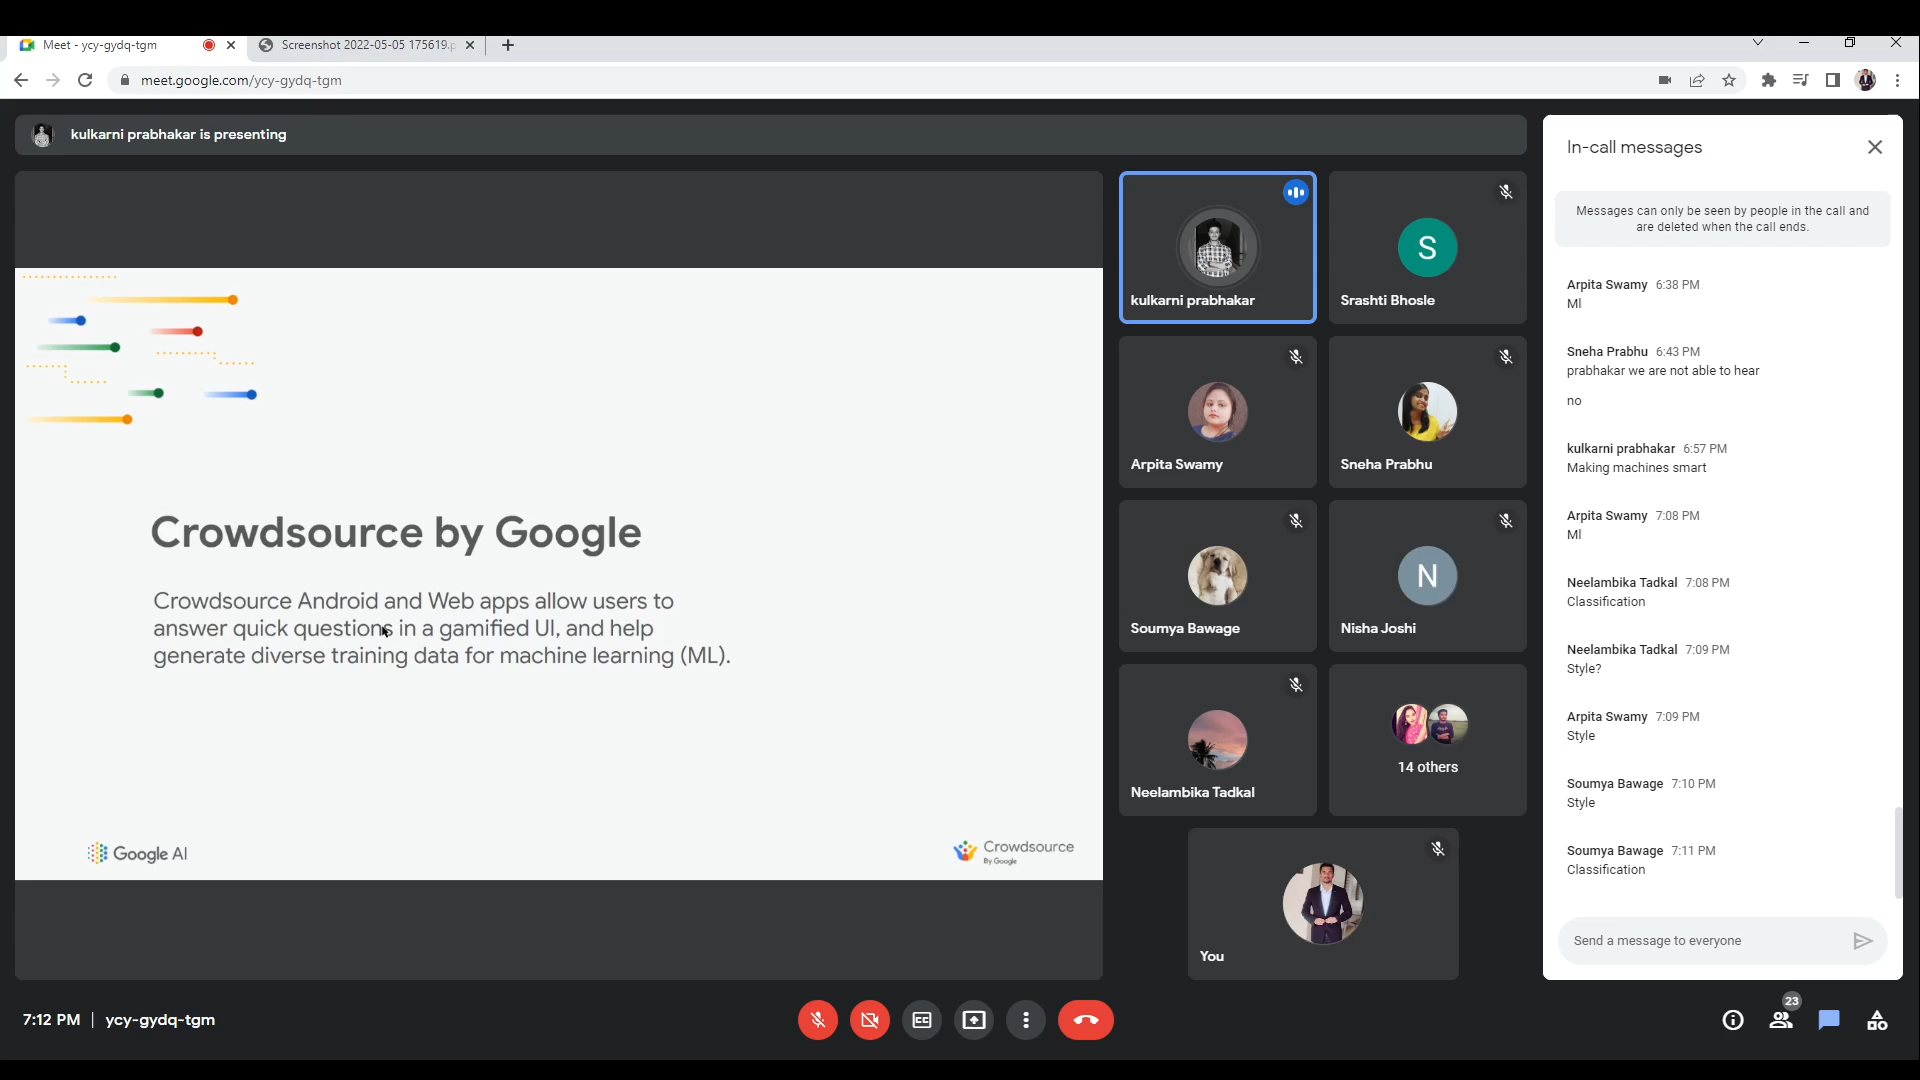 Meet - ycy-gydq-tgm
Screenshot 2022-05-05 175619.p
meet.google.com/ycy-gydq-tgm
kulkarni prabhakar is presenting
Crowdsource by Google
Crowdsource Android and Web apps allow users to
answer quick questions in a gamified UI, and help
generate diverse training data for machine learning (ML).
Google AI
Crowdsource
By Google
kulkarni prabhakar
S
Srashti Bhosle
Arpita Swamy
Sneha Prabhu
Soumya Bawage
N
Nisha Joshi
Neelambika Tadkal
14 others
You
In-call messages
Messages can only be seen by people in the call and
are deleted when the call ends.
Arpita Swamy 6:38 PM
Ml
Sneha Prabhu 6:43 PM
prabhakar we are not able to hear
no
kulkarni prabhakar 6:57 PM
Making machines smart
Arpita Swamy 7:08 PM
Ml
Neelambika Tadkal 7:08 PM
Classification
Neelambika Tadkal 7:09 PM
Style?
Arpita Swamy 7:09 PM
Style
Soumya Bawage 7:10 PM
Style
Soumya Bawage 7:11 PM
Classification
Send a message to everyone
7:12 PM | ycy-gydq-tgm
23